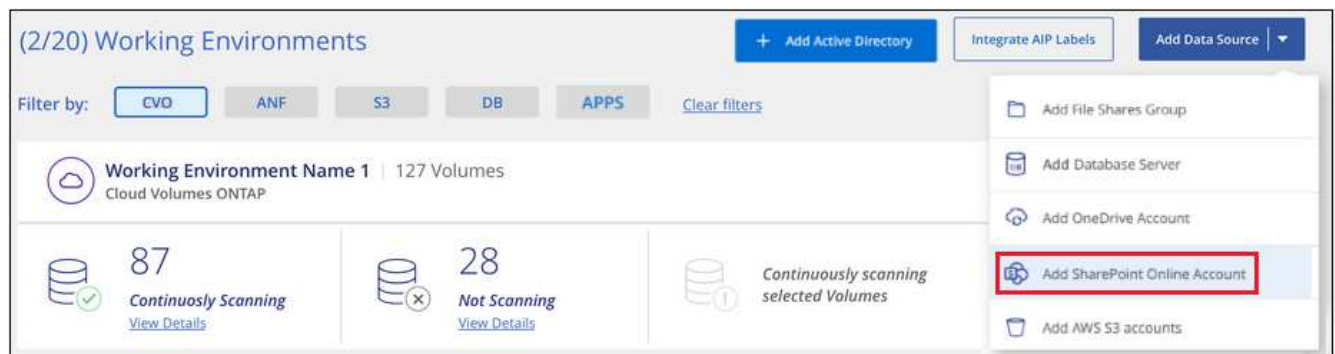 (2/20) Working Environments
+ Add Active Directory
Integrate AIP Labels
Add Data Source
Filter by:
CVO
ANF
S3
DB
APPS
Clear filters
Add File Shares Group
DB
Add Database Server
Add OneDrive Account
Add SharePoint Online Account
Add AWS S3 accounts
Working Environment Name 1 | 127 Volumes
Cloud Volumes ONTAP
87
Continuosly Scanning
View Details
28
Not Scanning
View Details
Continuously scanning
selected Volumes